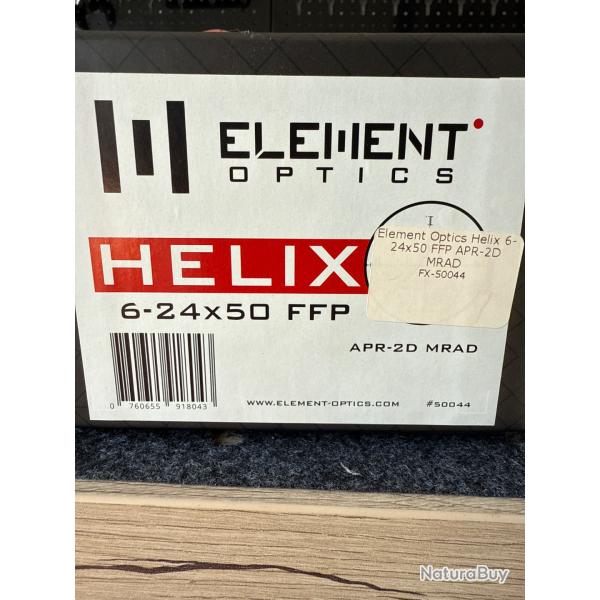 ELEMENT
OPTICS
HELIX
1
Element Optics Helix 6-
24x50 FFP APR-2D
MRAD
FX-50044
6-24x50 FFP
APR-2D MRAD
0 760655 918043
WWW.ELEMENT-OPTICS.COM
#50044
NaturaBuy